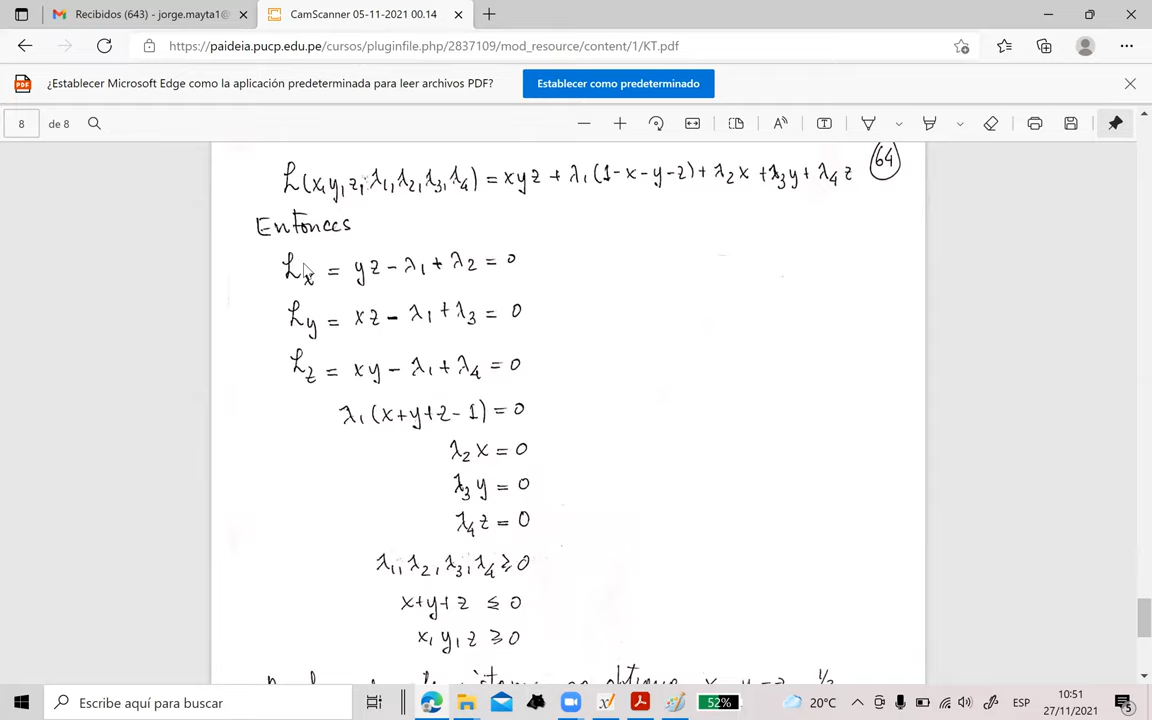 Recibidos (643) - jorge.mayta1@
CamScanner 05-11-2021 00.14
https://paideia.pucp.edu.pe/cursos/pluginfile.php/2837109/mod_resource/content/1/KT.pdf
¿Establecer Microsoft Edge como la aplicación predeterminada para leer archivos PDF?
Establecer como predeterminado
8 de 8
64
ℒ(x,y,z,λ₁,λ₂,λ₃,λ₄) = xyz + λ₁(1-x-y-z) + λ₂x + λ₃y + λ₄z
Entonces
ℒx = yz - λ₁ + λ₂ = 0
ℒy = xz - λ₁ + λ₃ = 0
ℒz = xy - λ₁ + λ₄ = 0
λ₁(x+y+z-1) = 0
λ₂x = 0
λ₃y = 0
λ₄z = 0
λ₁, λ₂, λ₃, λ₄ ≥ 0
x+y+z ≤ 0
x, y, z ≥ 0
Escribe aquí para buscar
52%
20°C
ESP
10:51
27/11/2021
5